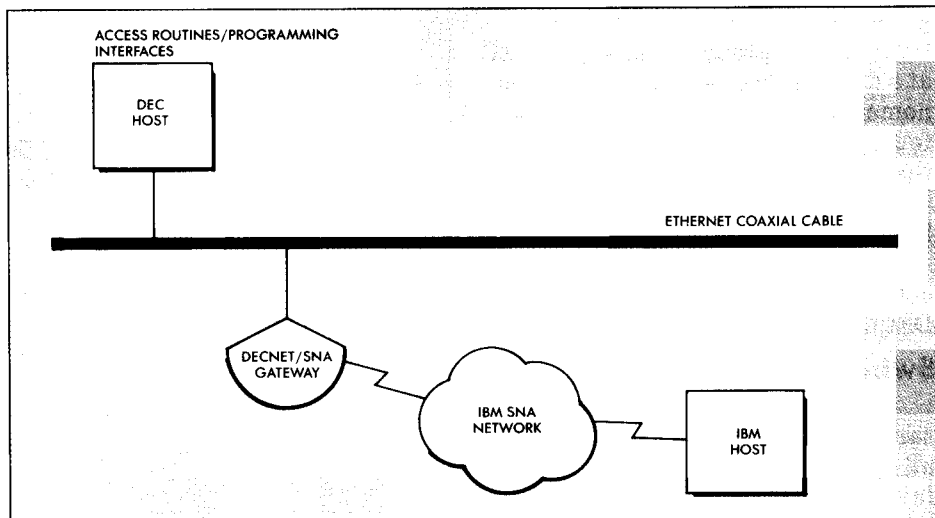 ACCESS ROUTINES/PROGRAMMING
INTERFACES
DEC
HOST
ETHERNET COAXIAL CABLE
DECNET/SNA
GATEWAY
IBM SNA
NETWORK
IBM
HOST